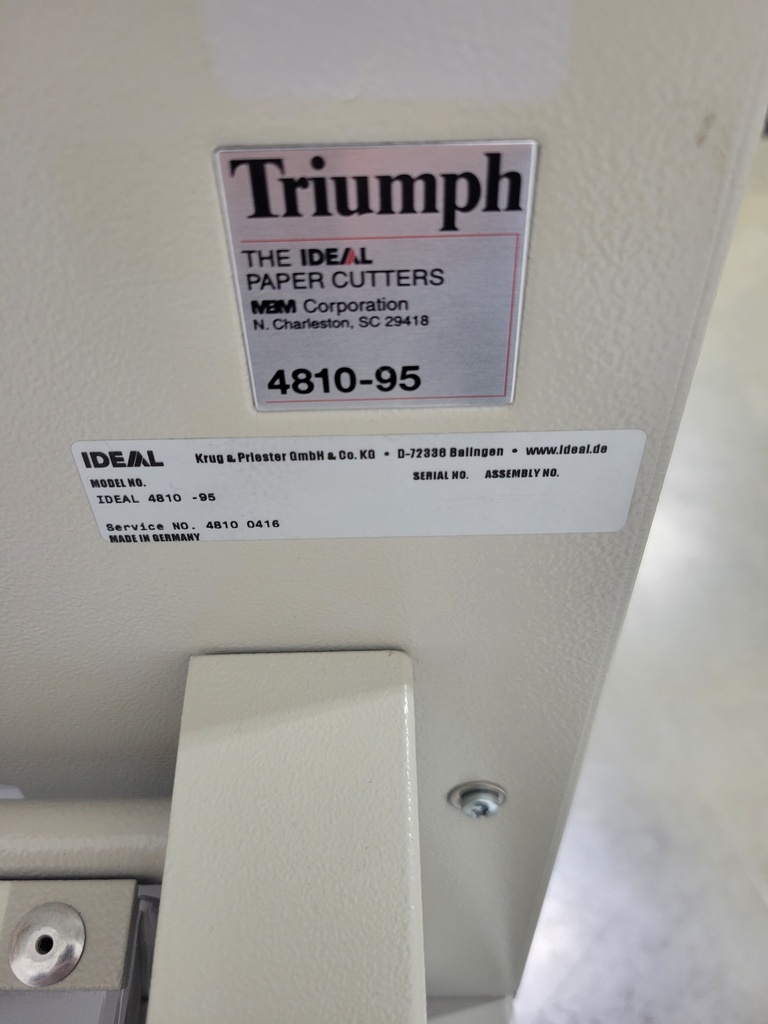 Triumph
THE IDEAL
PAPER CUTTERS
MBM Corporation
N. Charleston, SC 29418
4810-95
IDEAL Krug & Priester GmbH & Co. KG • D-72336 Balingen • www.ideal.de
MODEL NO. SERIAL NO. ASSEMBLY NO.
IDEAL 4810 -95
Service NO. 4810 0416
MADE IN GERMANY